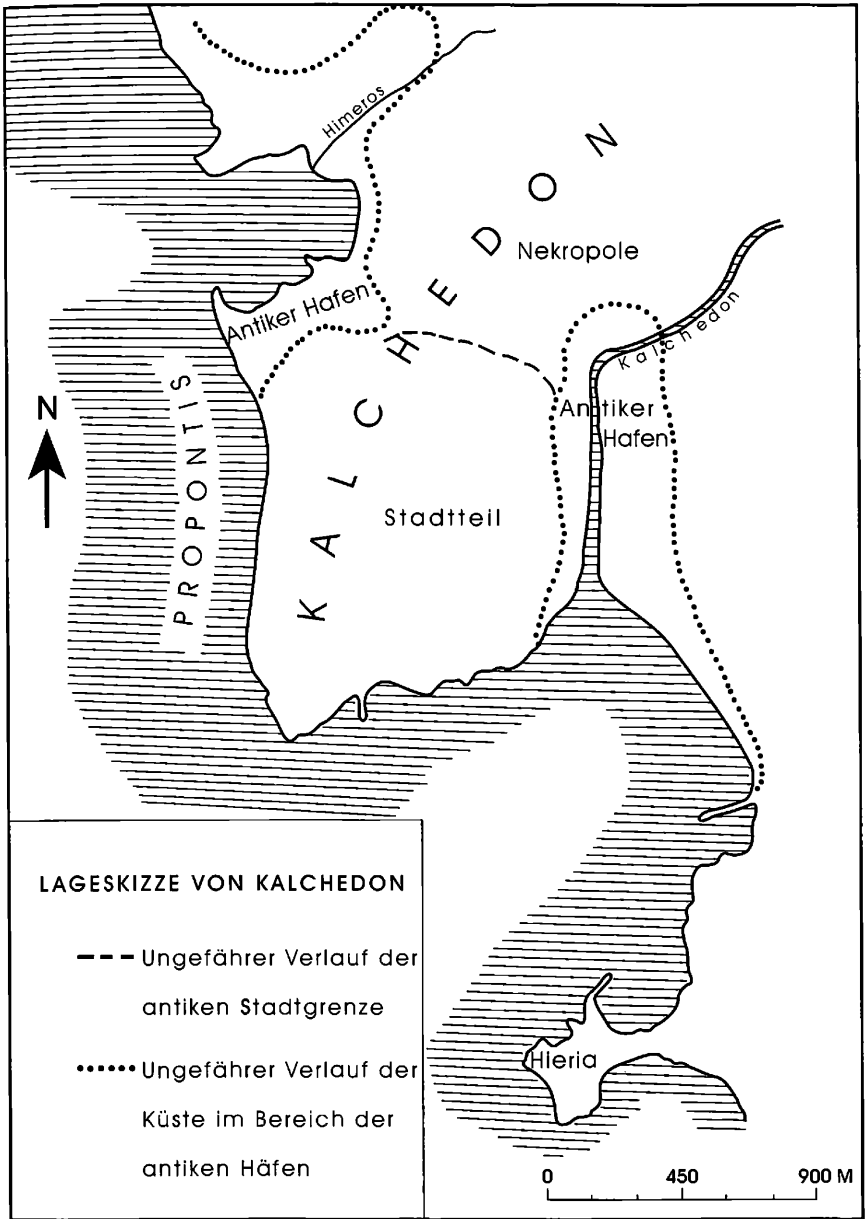 Himeros
KALCHEDON
Nekropole
Antiker Hafen
Kalchedon
N
Antiker
Hafen
PROPONTIS
Stadtteil
LAGESKIZZE VON KALCHEDON
Ungefährer Verlauf der
antiken Stadtgrenze
Ungefährer Verlauf der
Küste im Bereich der
antiken Häfen
Hieria
0 450 900 M